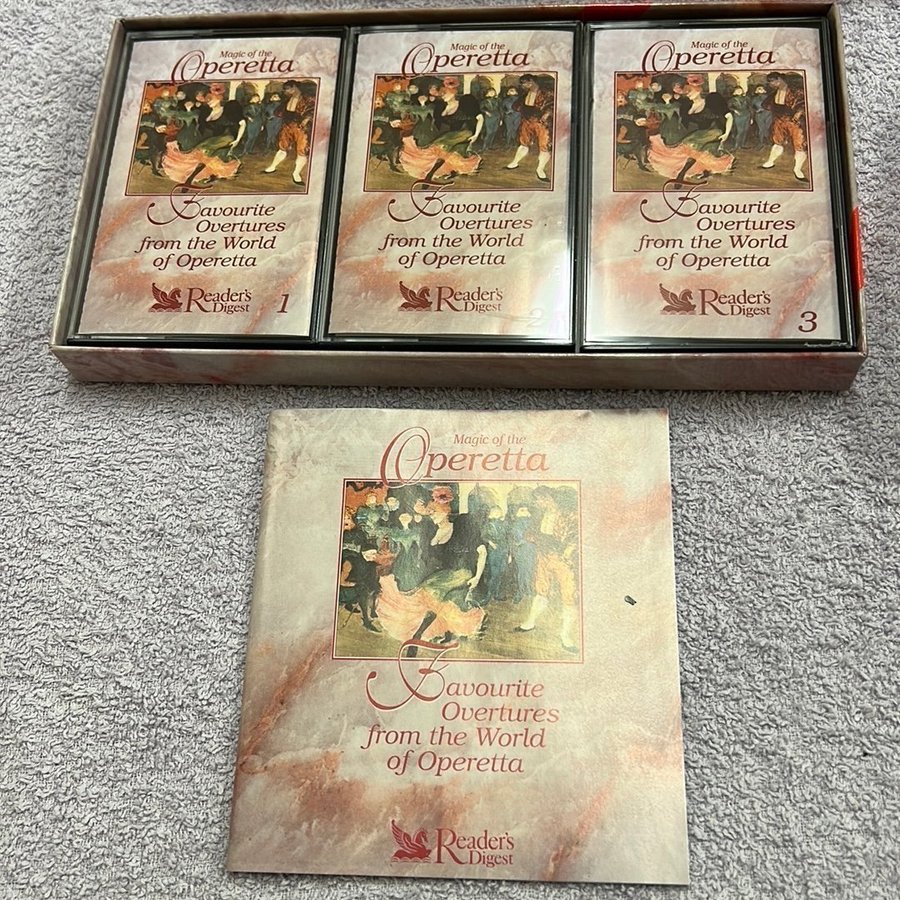 Magic of the
Operetta
Favourite
Overtures
from the World
of Operetta
Reader's
Digest
1
Magic of the
Operetta
Favourite
Overtures
from the World
of Operetta
Reader's
Digest
2
Magic of the
Operetta
Favourite
Overtures
from the World
of Operetta
Reader's
Digest
3
Magic of the
Operetta
Favourite
Overtures
from the World
of Operetta
Reader's
Digest